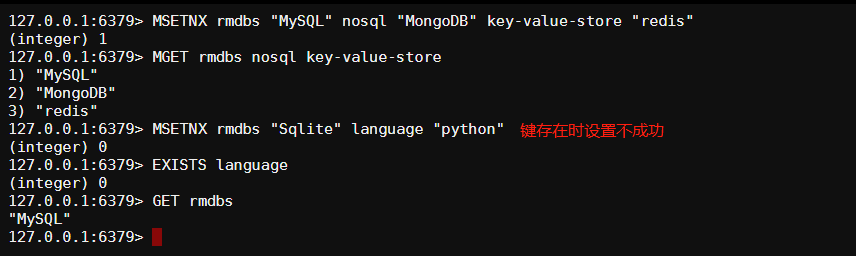 127.0.0.1:6379> MSETNX rmdbs "MySQL" nosql "MongoDB" key-value-store "redis"
(integer) 1
127.0.0.1:6379> MGET rmdbs nosql key-value-store
1) "MySQL"
2) "MongoDB"
3) "redis"
127.0.0.1:6379> MSETNX rmdbs "Sqlite" language "python" 键存在时设置不成功
(integer) 0
127.0.0.1:6379> EXISTS language
(integer) 0
127.0.0.1:6379> GET rmdbs
"MySQL"
127.0.0.1:6379>